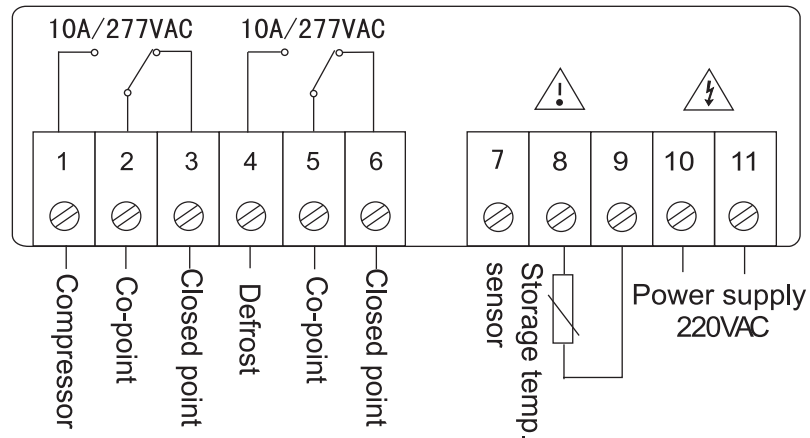 10A/277VAC 10A/277VAC
1 2 3 4 5 6 7 8 9 10 11
Compressor
Co-point
Closed point
Defrost
Co-point
Closed point
Storage temp.
sensor
Power supply
220VAC